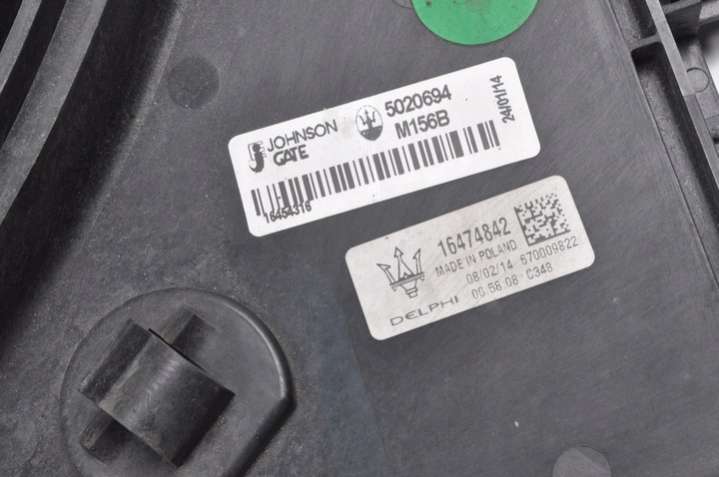 JOHNSON
GATE
5020694
M156B
24/01/14
16454316
16474842
MADE IN POLAND
08/02/14 670009822
06 56 08 C348
DELPHI